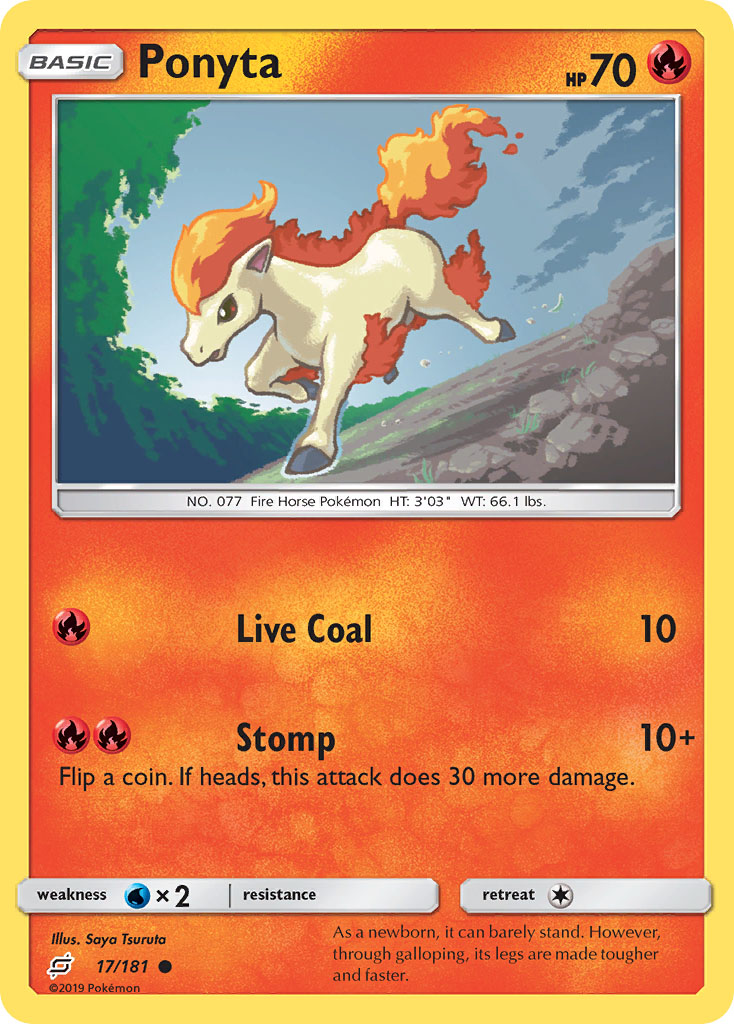 BASIC Ponyta HP 70
NO. 077 Fire Horse Pokémon HT: 3'03" WT: 66.1 lbs.
Live Coal 10
Stomp 10+
Flip a coin. If heads, this attack does 30 more damage.
weakness × 2 resistance retreat
Illus. Saya Tsuruta
17/181
©2019 Pokémon
As a newborn, it can barely stand. However,
through galloping, its legs are made tougher
and faster.